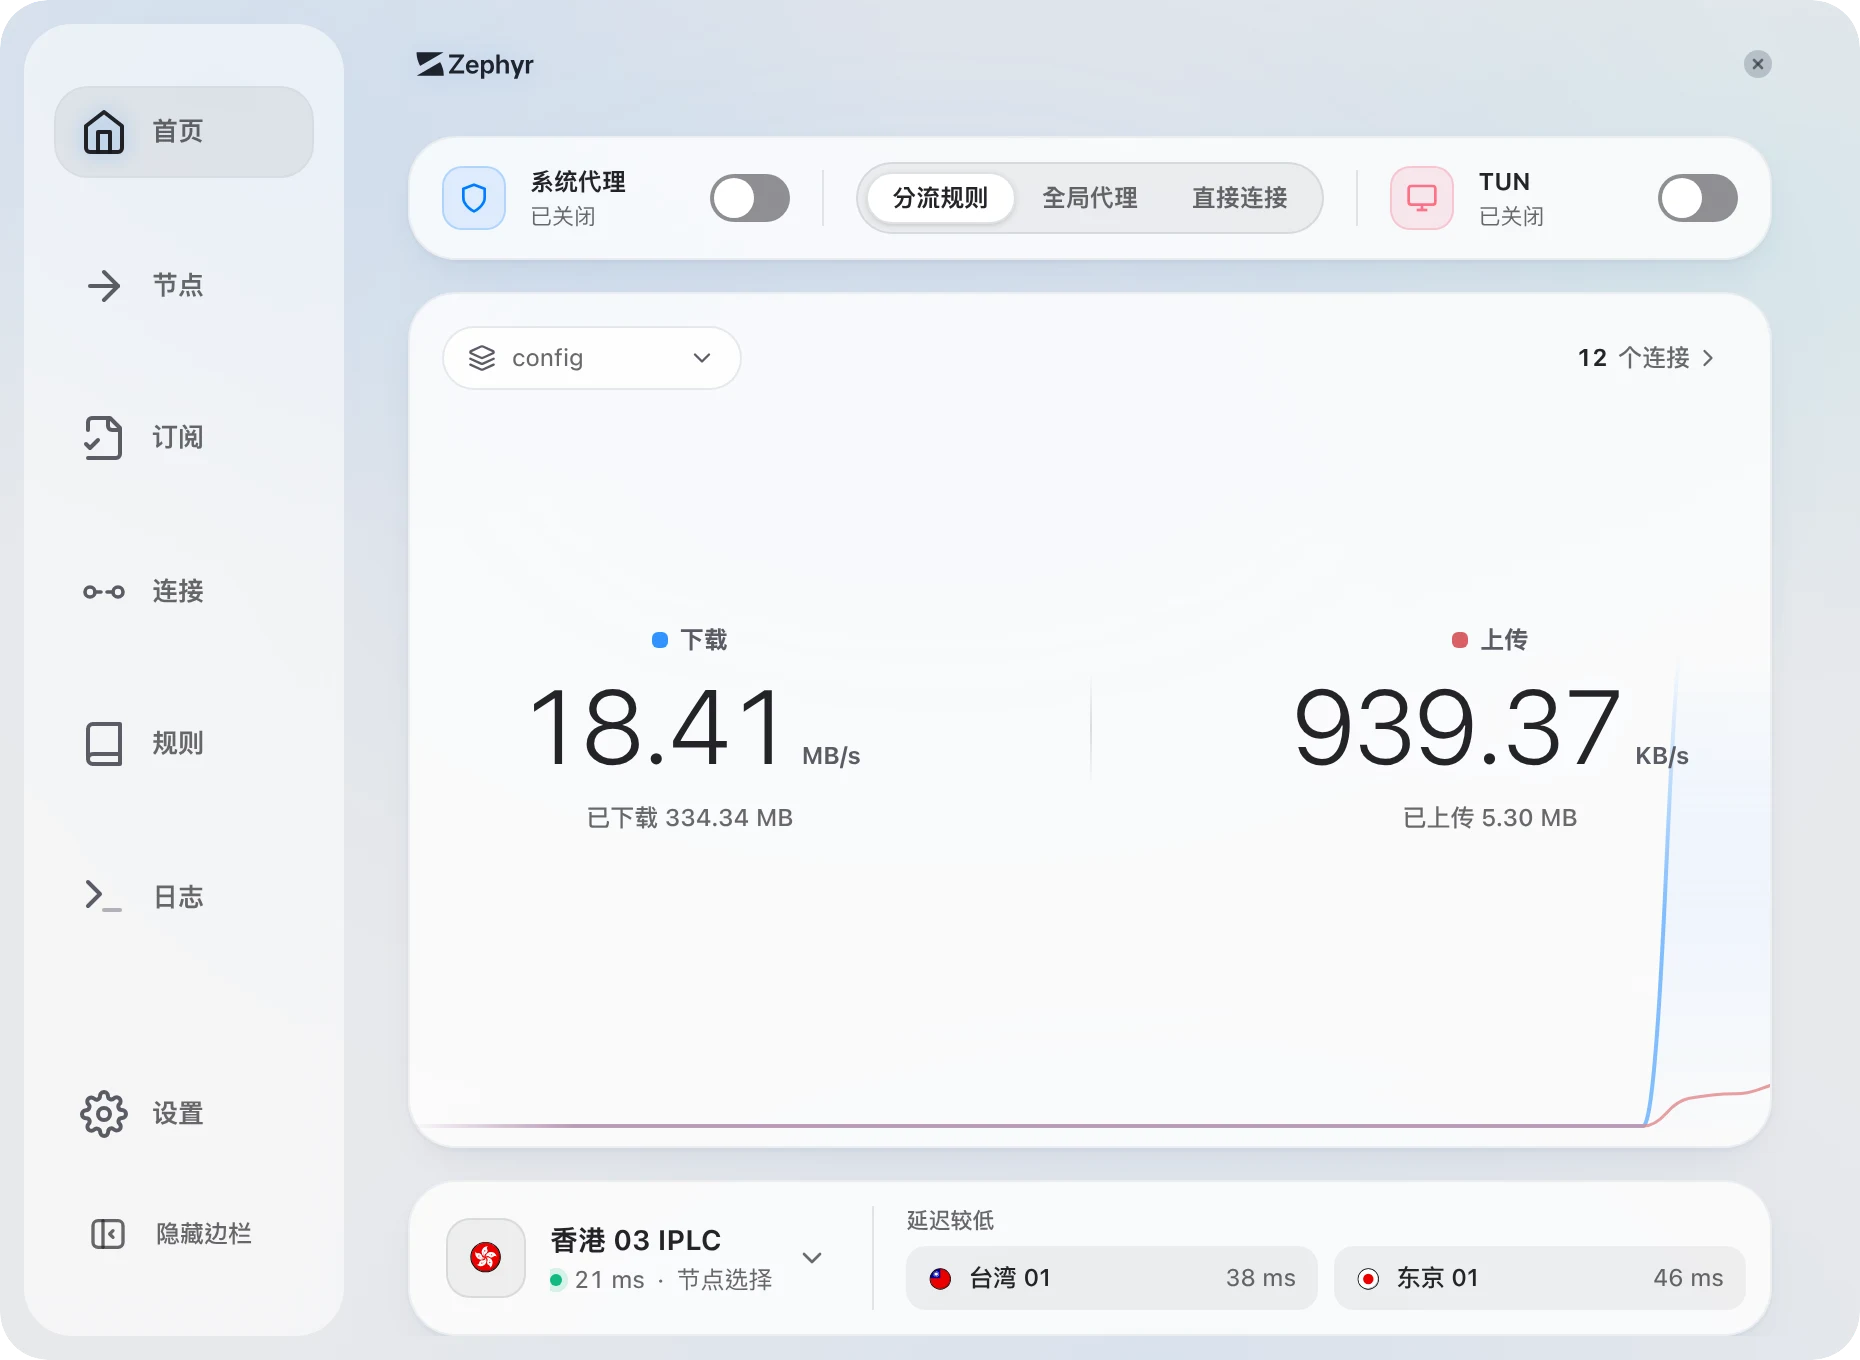 Zephyr
首页
节点
订阅
连接
规则
日志
设置
隐藏边栏
系统代理
已关闭
分流规则 全局代理 直接连接
TUN
已关闭
config
12 个连接
下载
18.41 MB/s
已下载 334.34 MB
上传
939.37 KB/s
已上传 5.30 MB
香港 03 IPLC
21 ms · 节点选择
延迟较低
台湾 01 38 ms
东京 01 46 ms